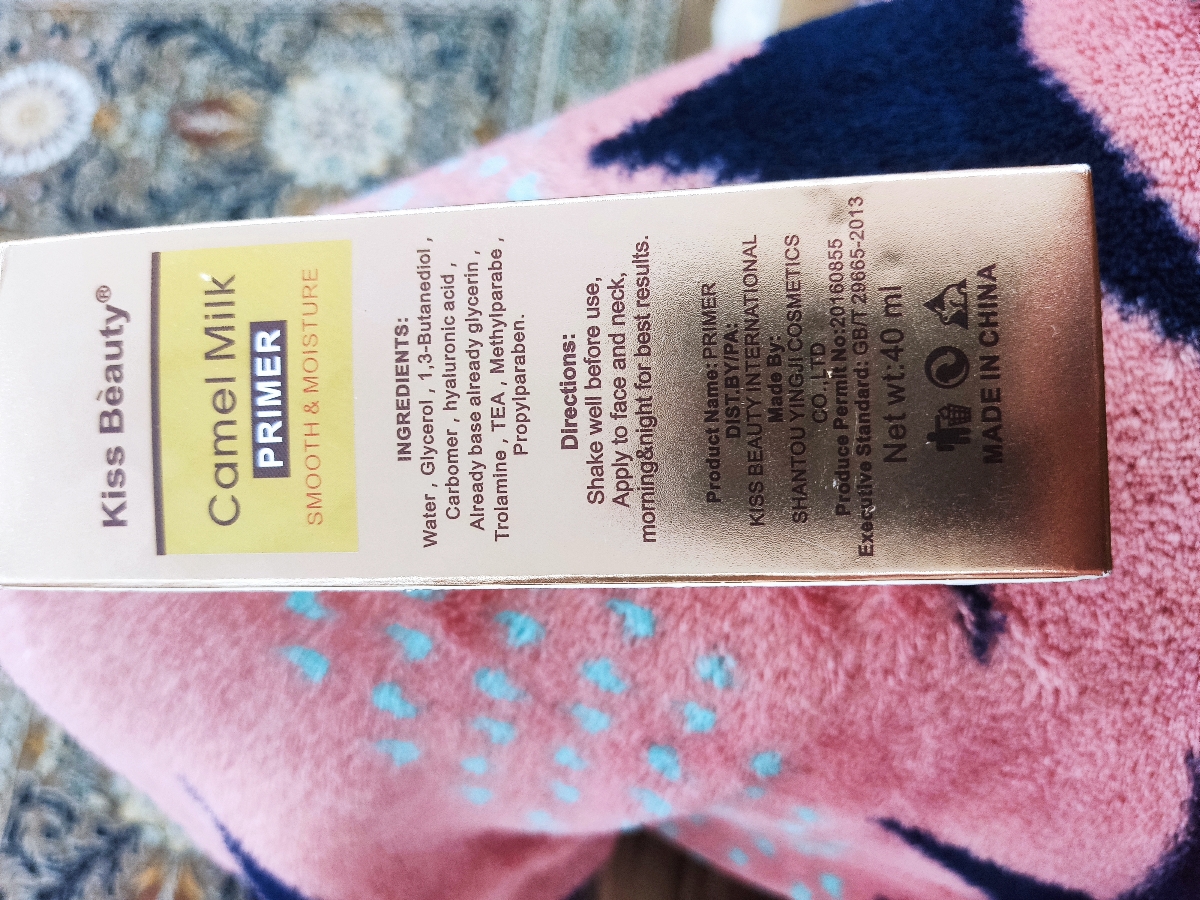 Kiss Bèauty®
Camel Milk
PRIMER
SMOOTH & MOISTURE
INGREDIENTS:
Water , Glycerol , 1,3-Butanediol ,
Carbomer , hyaluronic acid ,
Already base already glycerin ,
Trolamine , TEA , Methylparabe ,
Propylparaben.
Directions:
Shake well before use,
Apply to face and neck,
morning&night for best results.
Product Name: PRIMER
DIST.BY/PA:
KISS BEAUTY INTERNATIONAL
Made By:
SHANTOU YINGJI COSMETICS
CO.,LTD
Produce Permit No:20160855
Executive Standard: GB/T 29665-2013
Net wt:40 ml
MADE IN CHINA